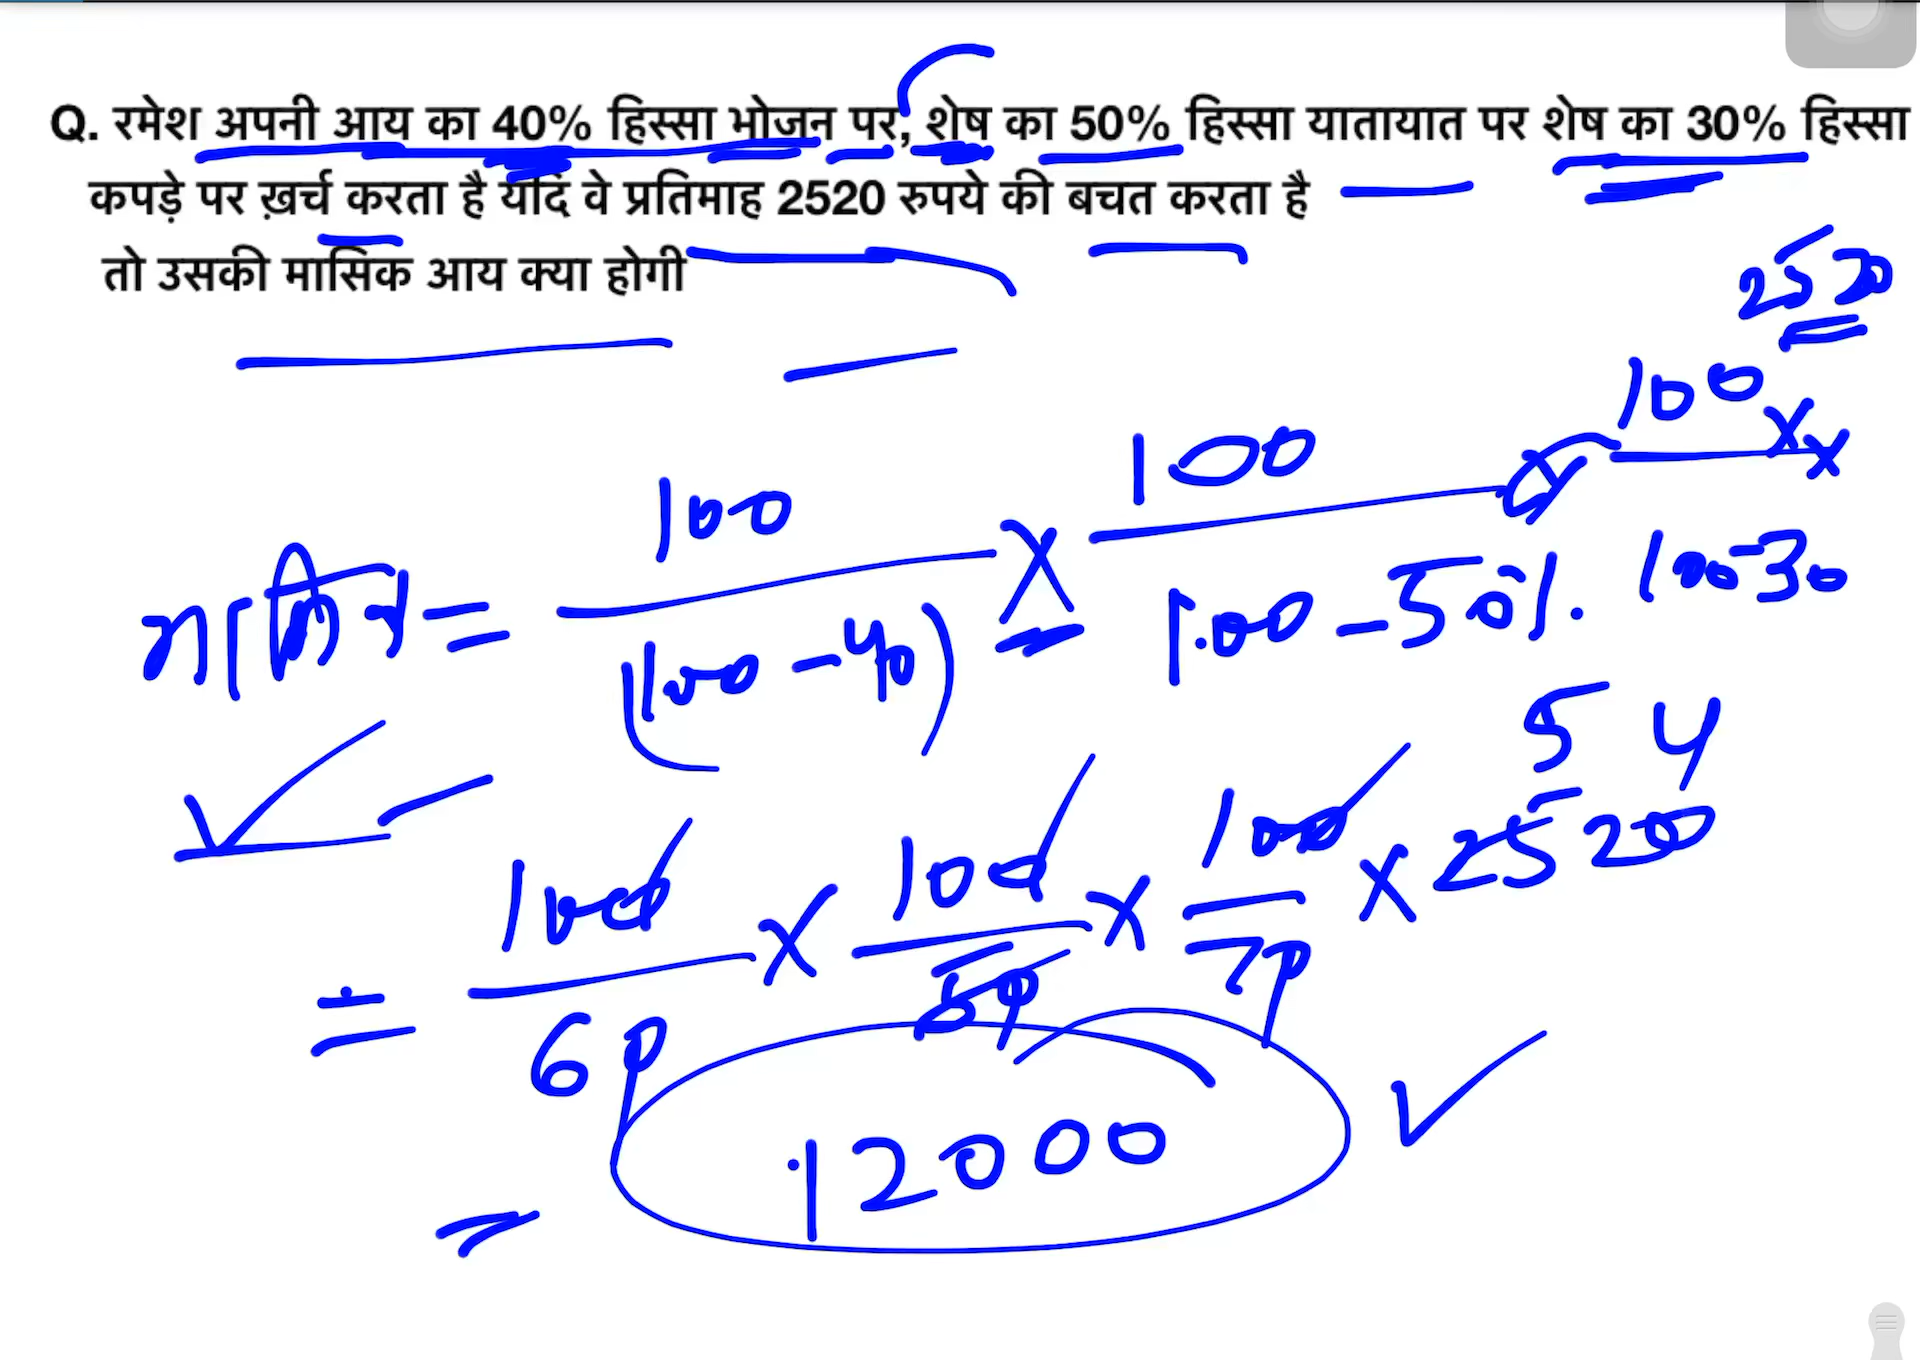 Q. रमेश अपनी आय का 40% हिस्सा भोजन पर, शेष का 50% हिस्सा यातायात पर शेष का 30% हिस्सा
कपड़े पर ख़र्च करता है यदि वे प्रतिमाह 2520 रुपये की बचत करता है
तो उसकी मासिक आय क्या होगी
2520
100 100 100 × ×
= × ×
(100-40) 100-50%. 100-30
5 4
100 × 100 × 100 × 2520
= 60 50 70
= 12000